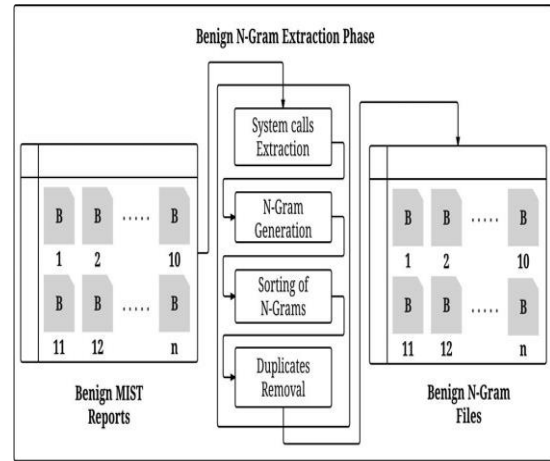 Benign N-Gram Extraction Phase
System calls
Extraction
N-Gram
Generation
Sorting of
N-Grams
Duplicates
Removal
B B ..... B
1 2 10
B B ..... B
11 12 n
Benign MIST
Reports
B B ..... B
1 2 10
B B ..... B
11 12 n
Benign N-Gram
Files